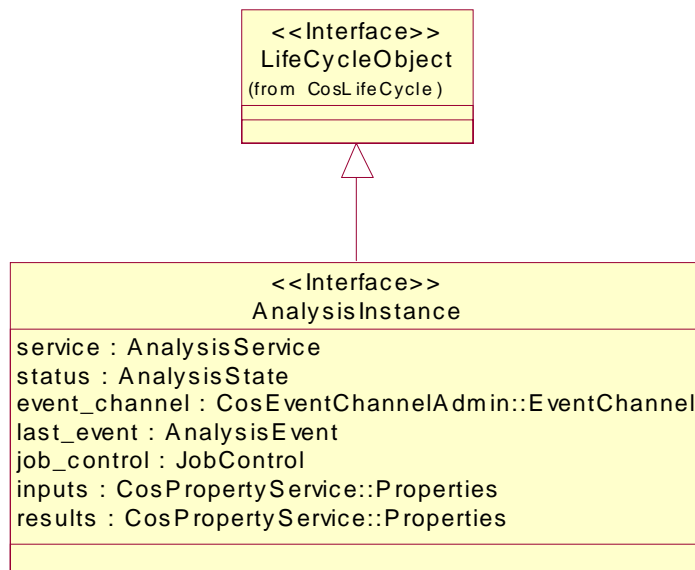 <<Interface>>
LifeCycleObject
(from CosLifeCycle)
<<Interface>>
AnalysisInstance
service : AnalysisService
status : AnalysisState
event_channel : CosEventChannelAdmin::EventChannel
last_event : AnalysisEvent
job_control : JobControl
inputs : CosPropertyService::Properties
results : CosPropertyService::Properties